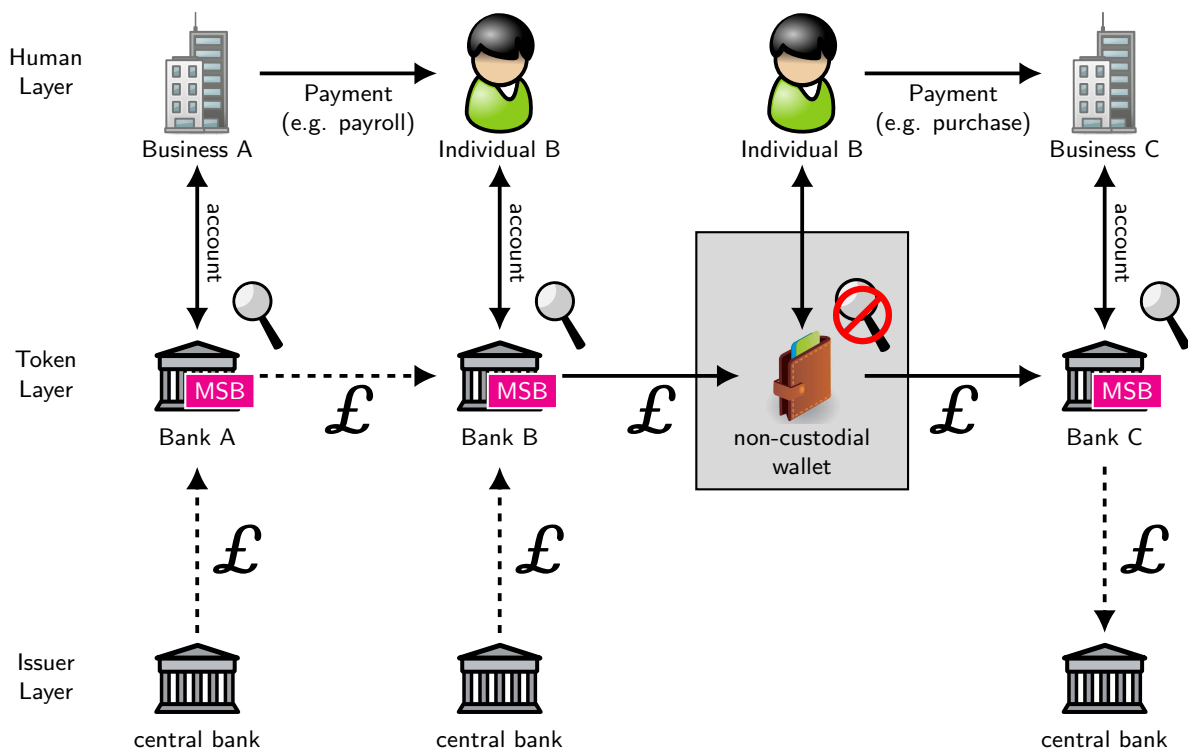 Human
Layer
Payment
(e.g. payroll)
Payment
(e.g. purchase)
Business A
Individual B
Individual B
Business C
account
account
account
Token
Layer
MSB
£
MSB
£
£
MSB
Bank A
Bank B
non-custodial
wallet
Bank C
£
£
£
Issuer
Layer
central bank
central bank
central bank